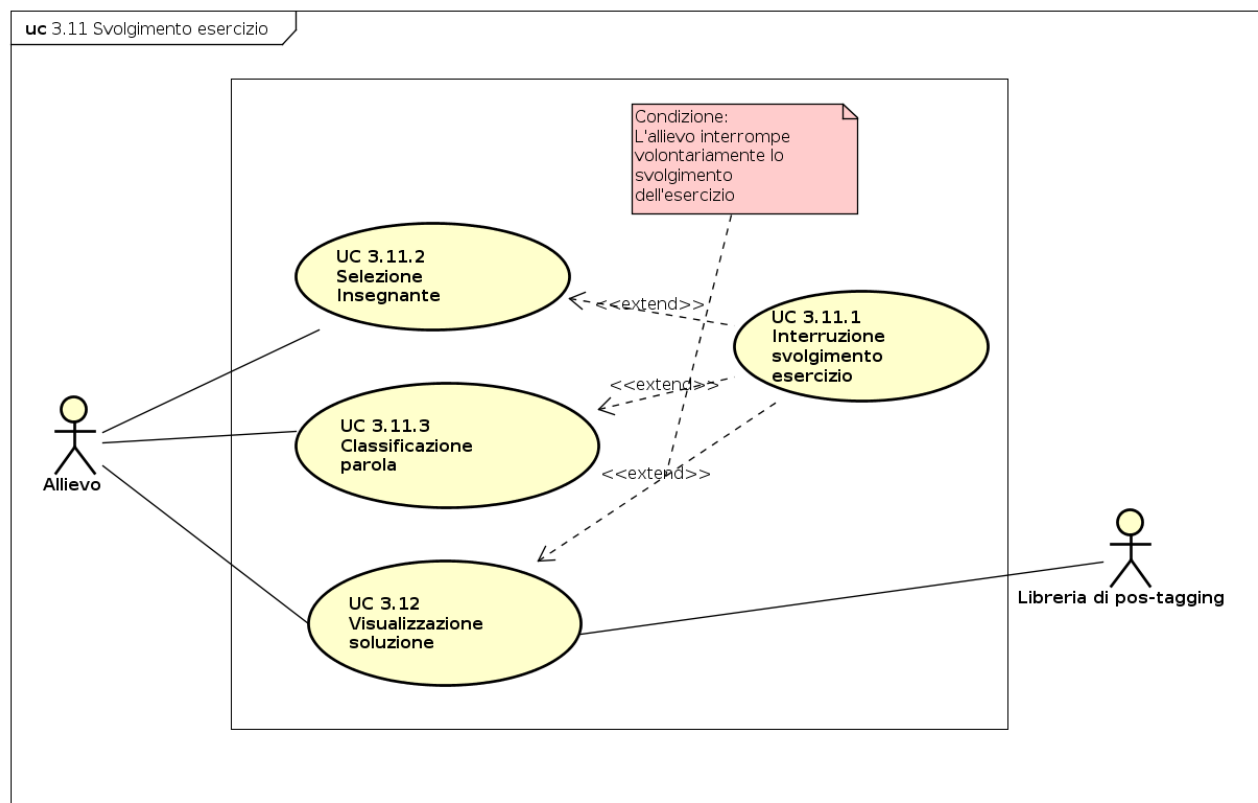 uc 3.11 Svolgimento esercizio
Condizione:
L'allievo interrompe
volontariamente lo
svolgimento
dell'esercizio
UC 3.11.2
Selezione
Insegnante
<<extend>>
UC 3.11.1
Interruzione
svolgimento
esercizio
<<extend>>
UC 3.11.3
Classificazione
parola
<<extend>>
Allievo
UC 3.12
Visualizzazione
soluzione
Libreria di pos-tagging